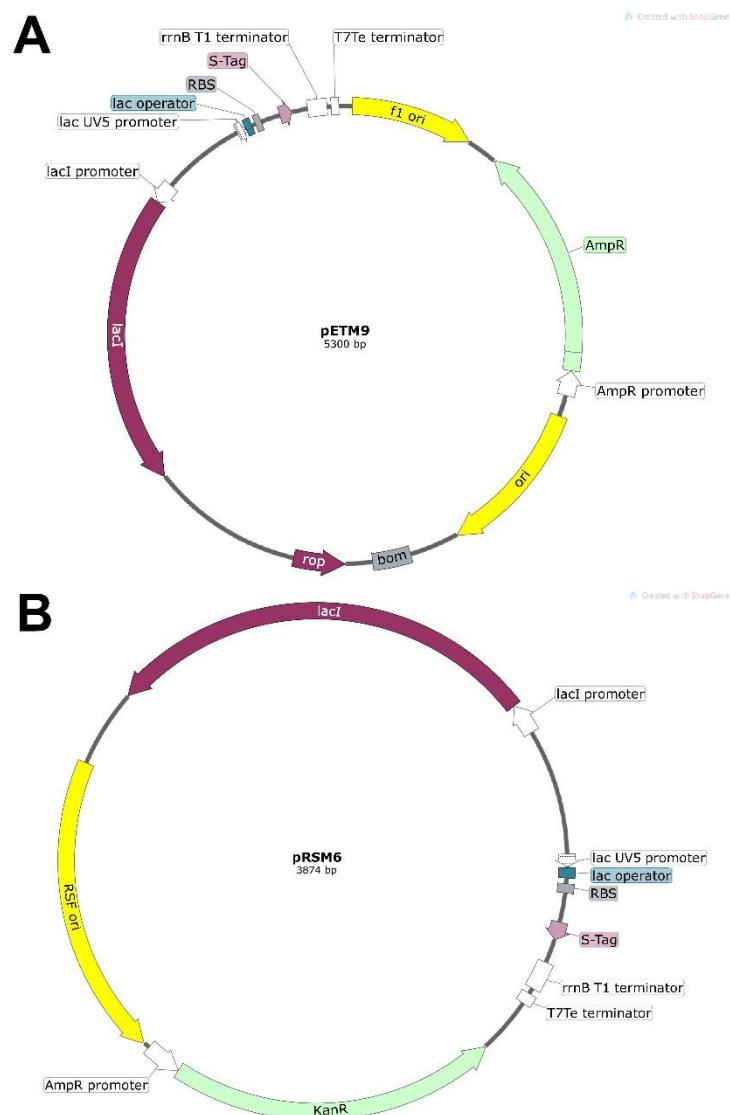 A
Created with SnapGene
rrnB T1 terminator
T7Te terminator
S-Tag
RBS
lac operator
lac UV5 promoter
f1 ori
lacI promoter
AmpR
lacI
pETM9
5300 bp
AmpR promoter
ori
rop
bom
B
Created with SnapGene
lacI
lacI promoter
pRSM6
3874 bp
lac UV5 promoter
lac operator
RBS
RSF ori
S-Tag
rrnB T1 terminator
T7Te terminator
AmpR promoter
KanR